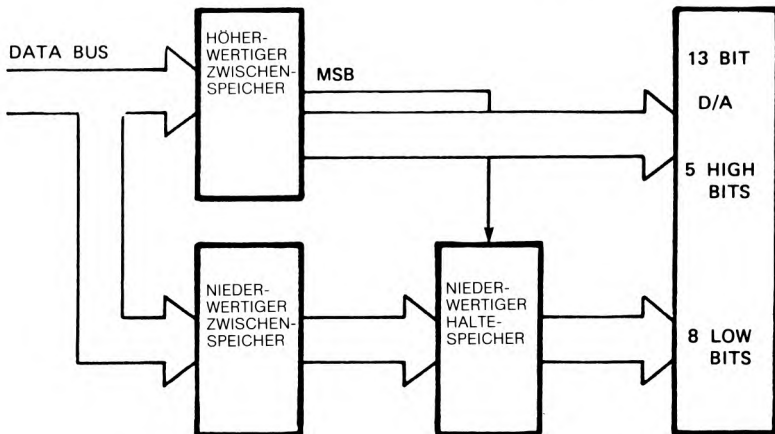 DATA BUS
HÖHER-
WERTIGER
ZWISCHEN-
SPEICHER
MSB
13 BIT
D/A
5 HIGH
BITS
NIEDER-
WERTIGER
ZWISCHEN-
SPEICHER
NIEDER-
WERTIGER
HALTE-
SPEICHER
8 LOW
BITS